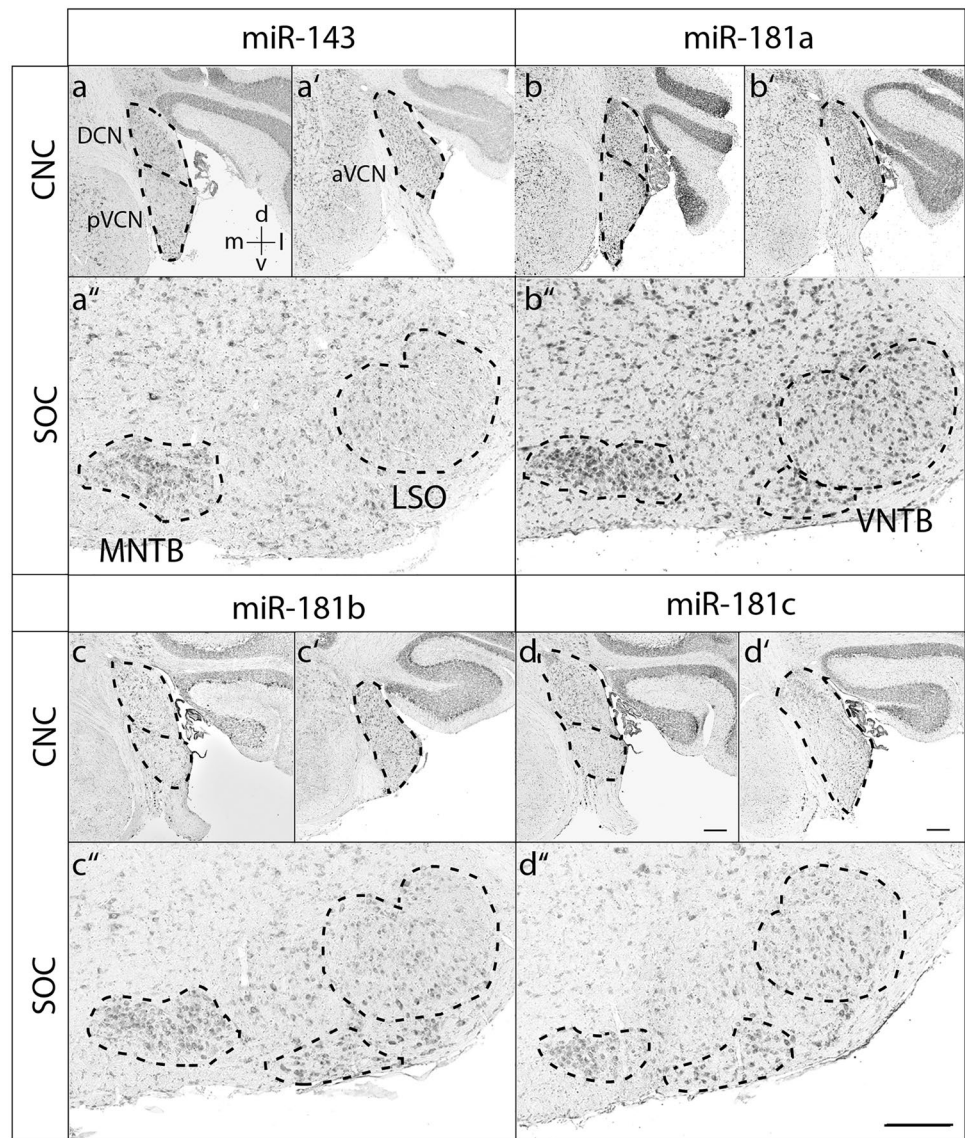 miR-143
miR-181a
CNC
a
DCN
pVCN
d
m l
v
a'
aVCN
b
b'
SOC
a"
MNTB
LSO
b"
VNTB
miR-181b
miR-181c
CNC
c
c'
d
d'
SOC
c"
d"